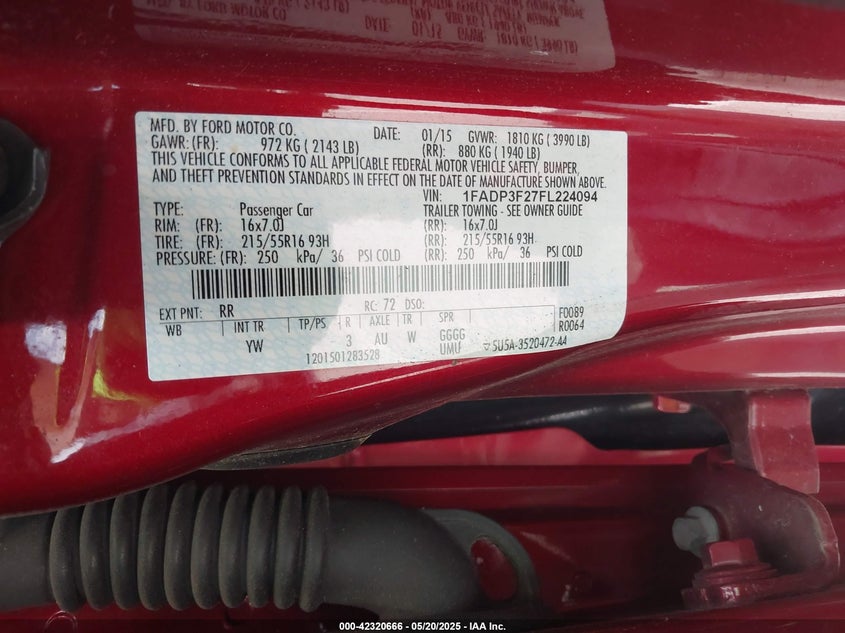 MFD. BY FORD MOTOR CO. DATE: 01/15 GVWR: 1810 KG ( 3990 LB)
GAWR: (FR): 972 KG ( 2143 LB) (RR): 880 KG ( 1940 LB)
THIS VEHICLE CONFORMS TO ALL APPLICABLE FEDERAL MOTOR VEHICLE SAFETY, BUMPER,
AND THEFT PREVENTION STANDARDS IN EFFECT ON THE DATE OF MANUFACTURE SHOWN ABOVE.
VIN: 1FADP3F27FL224094
TYPE: Passenger Car TRAILER TOWING - SEE OWNER GUIDE
RIM: (FR): 16x7.0J (RR): 16x7.0J
TIRE: (FR): 215/55R16 93H (RR): 215/55R16 93H
PRESSURE: (FR): 250 kPa/ 36 PSI COLD (RR): 250 kPa/ 36 PSI COLD
EXT PNT: RR RC: 72 DSO:
WB INT TR TP/PS R AXLE TR SPR F0089
YW 3 AU W GGGG R0064
1201501283528 UMU 5U5A-3520472-AA
000-42320666 — 05/20/2025 — IAA Inc.